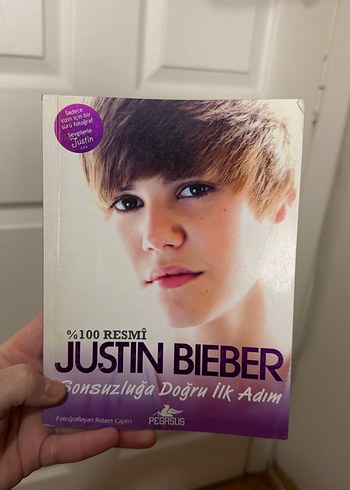 Sadece
sizin için bir
sürü fotoğraf
Sevgilerle
Justin
%100 RESMÎ
JUSTIN BIEBER
Sonsuzluğa Doğru İlk Adım
Fotoğraflayan Robert Caplin
PEGASUS